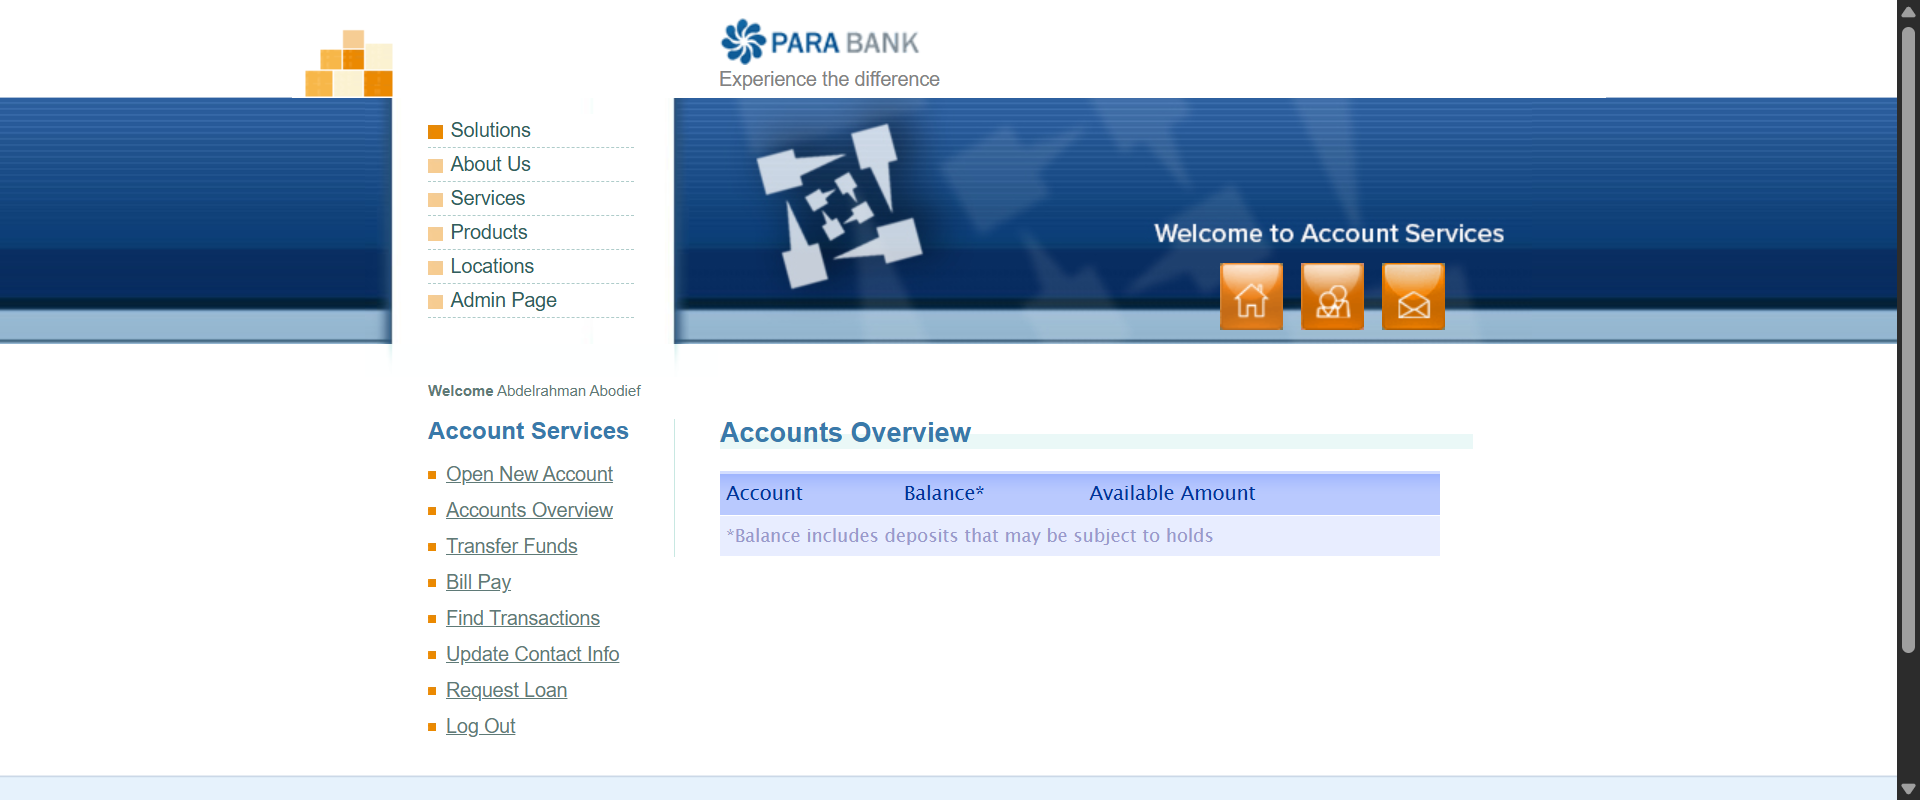 PARA BANK
Experience the difference
Solutions
About Us
Services
Products
Locations
Admin Page
Welcome to Account Services
Welcome Abdelrahman Abodief
Account Services
Open New Account
Accounts Overview
Transfer Funds
Bill Pay
Find Transactions
Update Contact Info
Request Loan
Log Out
Accounts Overview
Account Balance* Available Amount
*Balance includes deposits that may be subject to holds